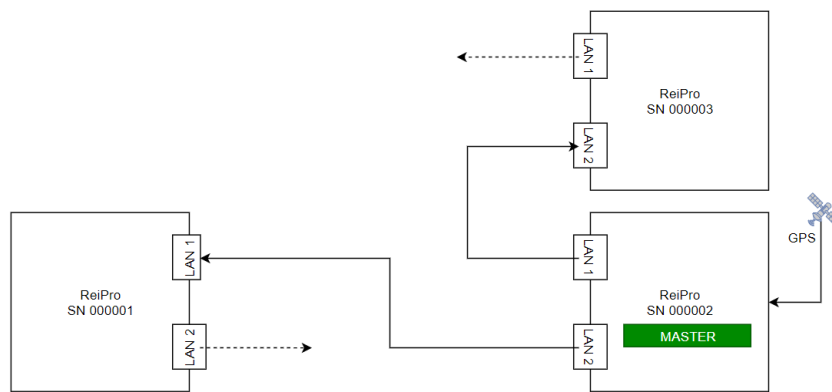 LAN 1
ReiPro
SN 000003
LAN 2
GPS
LAN 1
ReiPro
SN 000001
LAN 2
LAN 1
ReiPro
SN 000002
MASTER
LAN 2